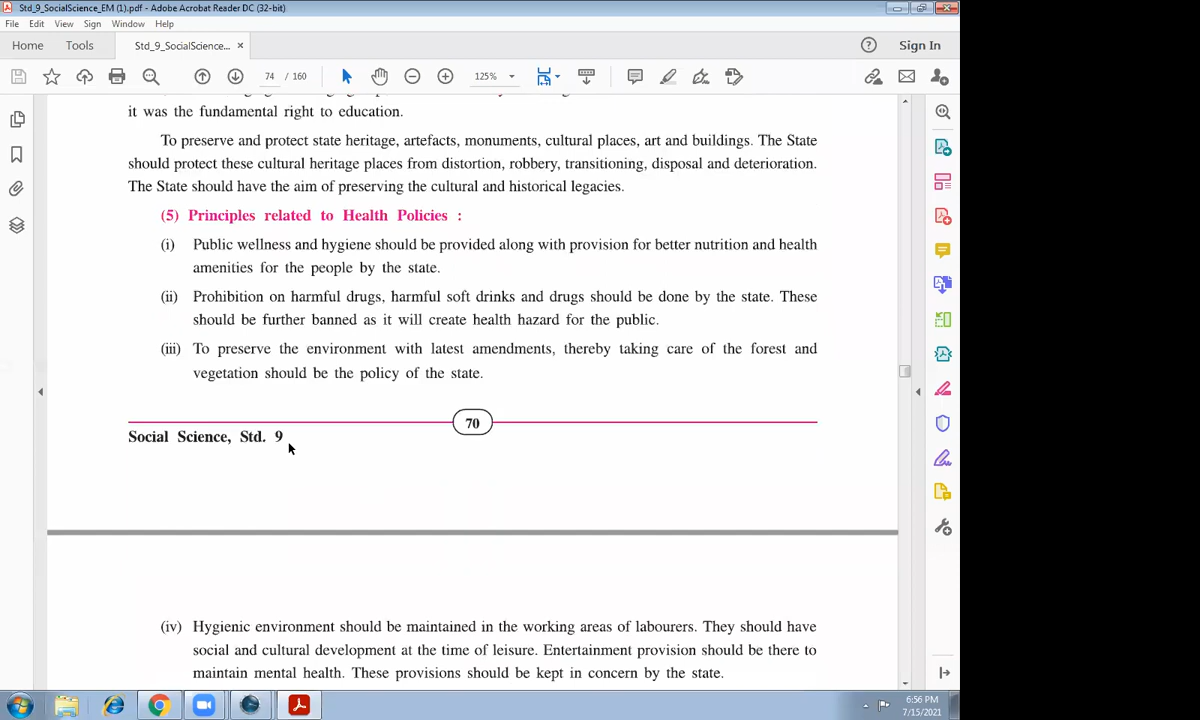 Std_9_SocialScience_EM (1).pdf - Adobe Acrobat Reader DC (32-bit)
File Edit View Sign Window Help
Home Tools Std_9_SocialScience... × Sign In
74 / 160 125%
it was the fundamental right to education.
To preserve and protect state heritage, artefacts, monuments, cultural places, art and buildings. The State
should protect these cultural heritage places from distortion, robbery, transitioning, disposal and deterioration.
The State should have the aim of preserving the cultural and historical legacies.
(5) Principles related to Health Policies :
(i) Public wellness and hygiene should be provided along with provision for better nutrition and health
amenities for the people by the state.
(ii) Prohibition on harmful drugs, harmful soft drinks and drugs should be done by the state. These
should be further banned as it will create health hazard for the public.
(iii) To preserve the environment with latest amendments, thereby taking care of the forest and
vegetation should be the policy of the state.
70
Social Science, Std. 9
(iv) Hygienic environment should be maintained in the working areas of labourers. They should have
social and cultural development at the time of leisure. Entertainment provision should be there to
maintain mental health. These provisions should be kept in concern by the state.
6:56 PM
7/15/2021